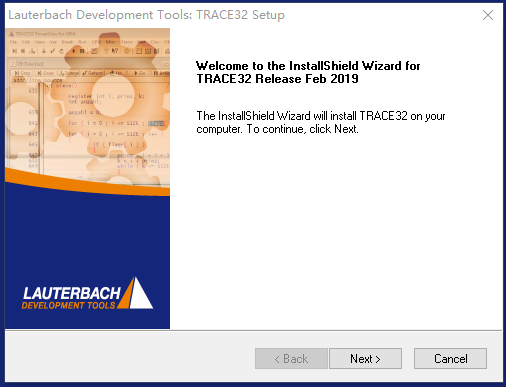 Lauterbach Development Tools: TRACE32 Setup
Welcome to the InstallShield Wizard for
TRACE32 Release Feb 2019
The InstallShield Wizard will install TRACE32 on your
computer. To continue, click Next.
LAUTERBACH
DEVELOPMENT TOOLS
< Back
Next >
Cancel